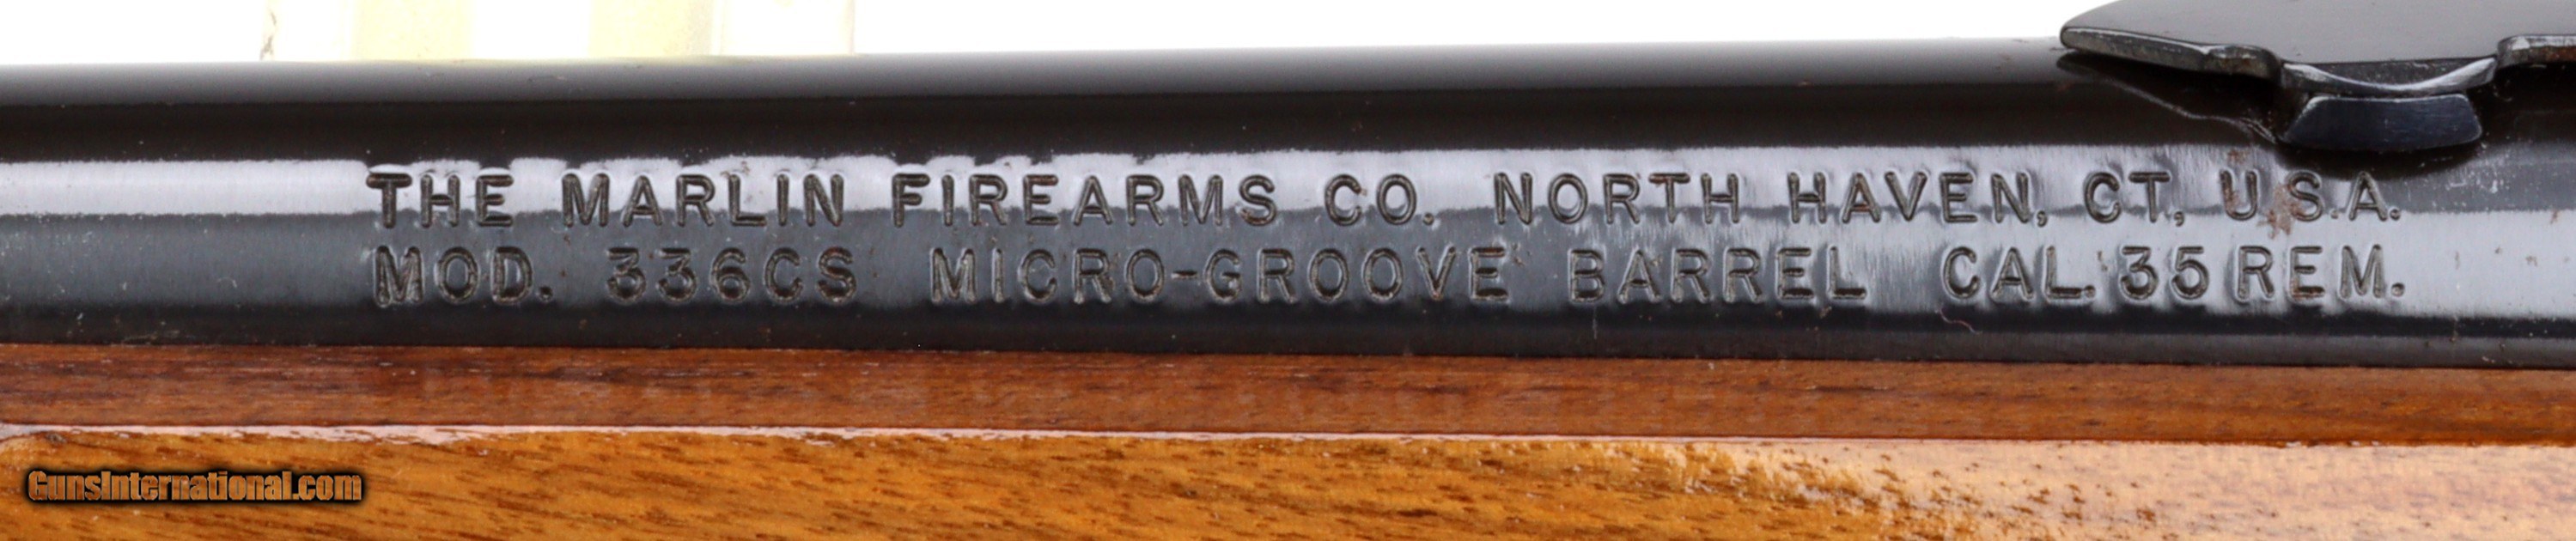 THE MARLIN FIREARMS CO. NORTH HAVEN, CT, U.S.A.
MOD. 336CS MICRO-GROOVE BARREL CAL. 35 REM.
GunsInternational.com